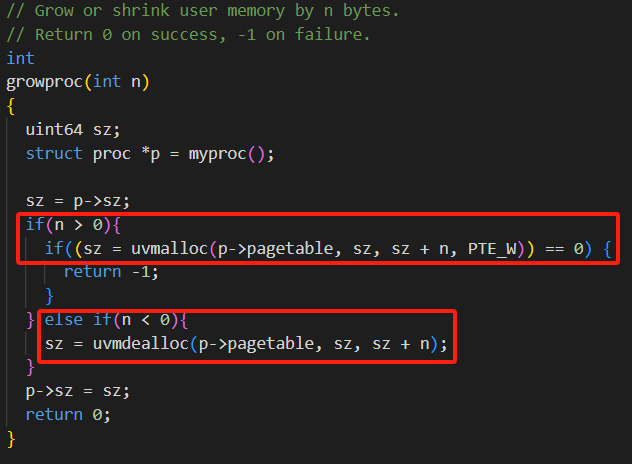 // Grow or shrink user memory by n bytes.
// Return 0 on success, -1 on failure.
int
growproc(int n)
{
  uint64 sz;
  struct proc *p = myproc();

  sz = p->sz;
  if(n > 0){
    if((sz = uvmalloc(p->pagetable, sz, sz + n, PTE_W)) == 0) {
      return -1;
    }
  } else if(n < 0){
    sz = uvmdealloc(p->pagetable, sz, sz + n);
  }
  p->sz = sz;
  return 0;
}